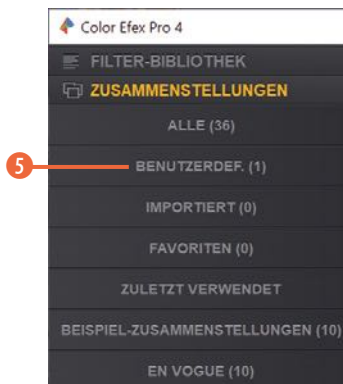 Color Efex Pro 4
FILTER-BIBLIOTHEK
ZUSAMMENSTELLUNGEN
ALLE (36)
5 BENUTZERDEF. (1)
IMPORTIERT (0)
FAVORITEN (0)
ZULETZT VERWENDET
BEISPIEL-ZUSAMMENSTELLUNGEN (10)
EN VOGUE (10)